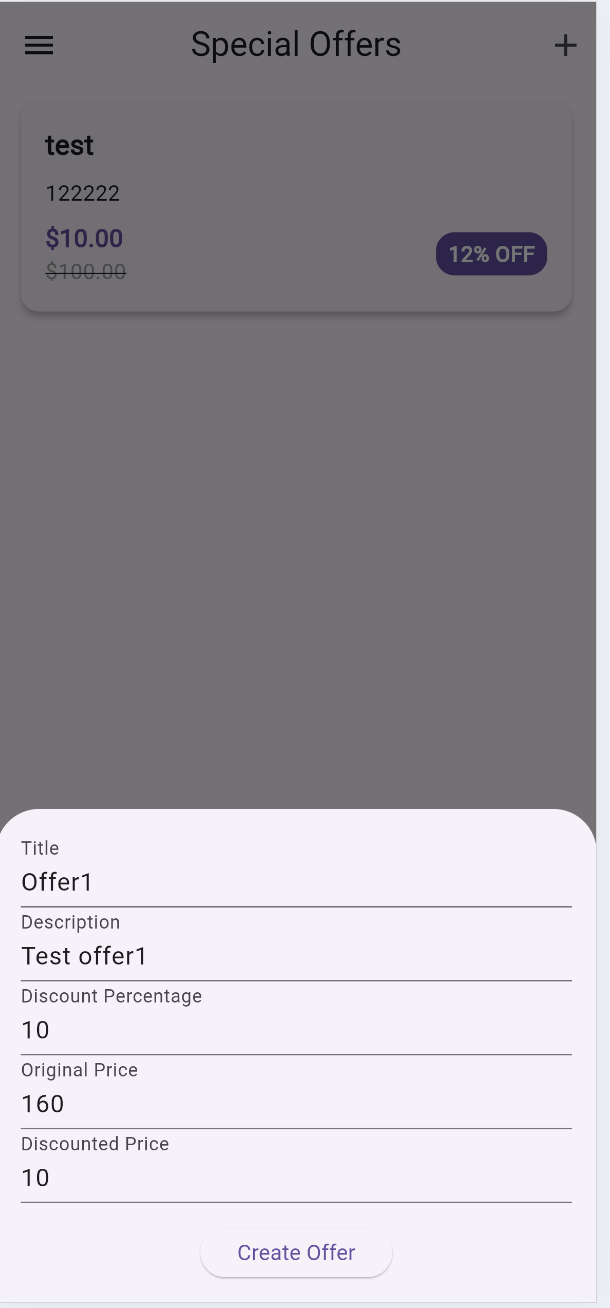 Special Offers
test
122222
$10.00
12% OFF
$100.00
Title
Offer1
Description
Test offer1
Discount Percentage
10
Original Price
160
Discounted Price
10
Create Offer